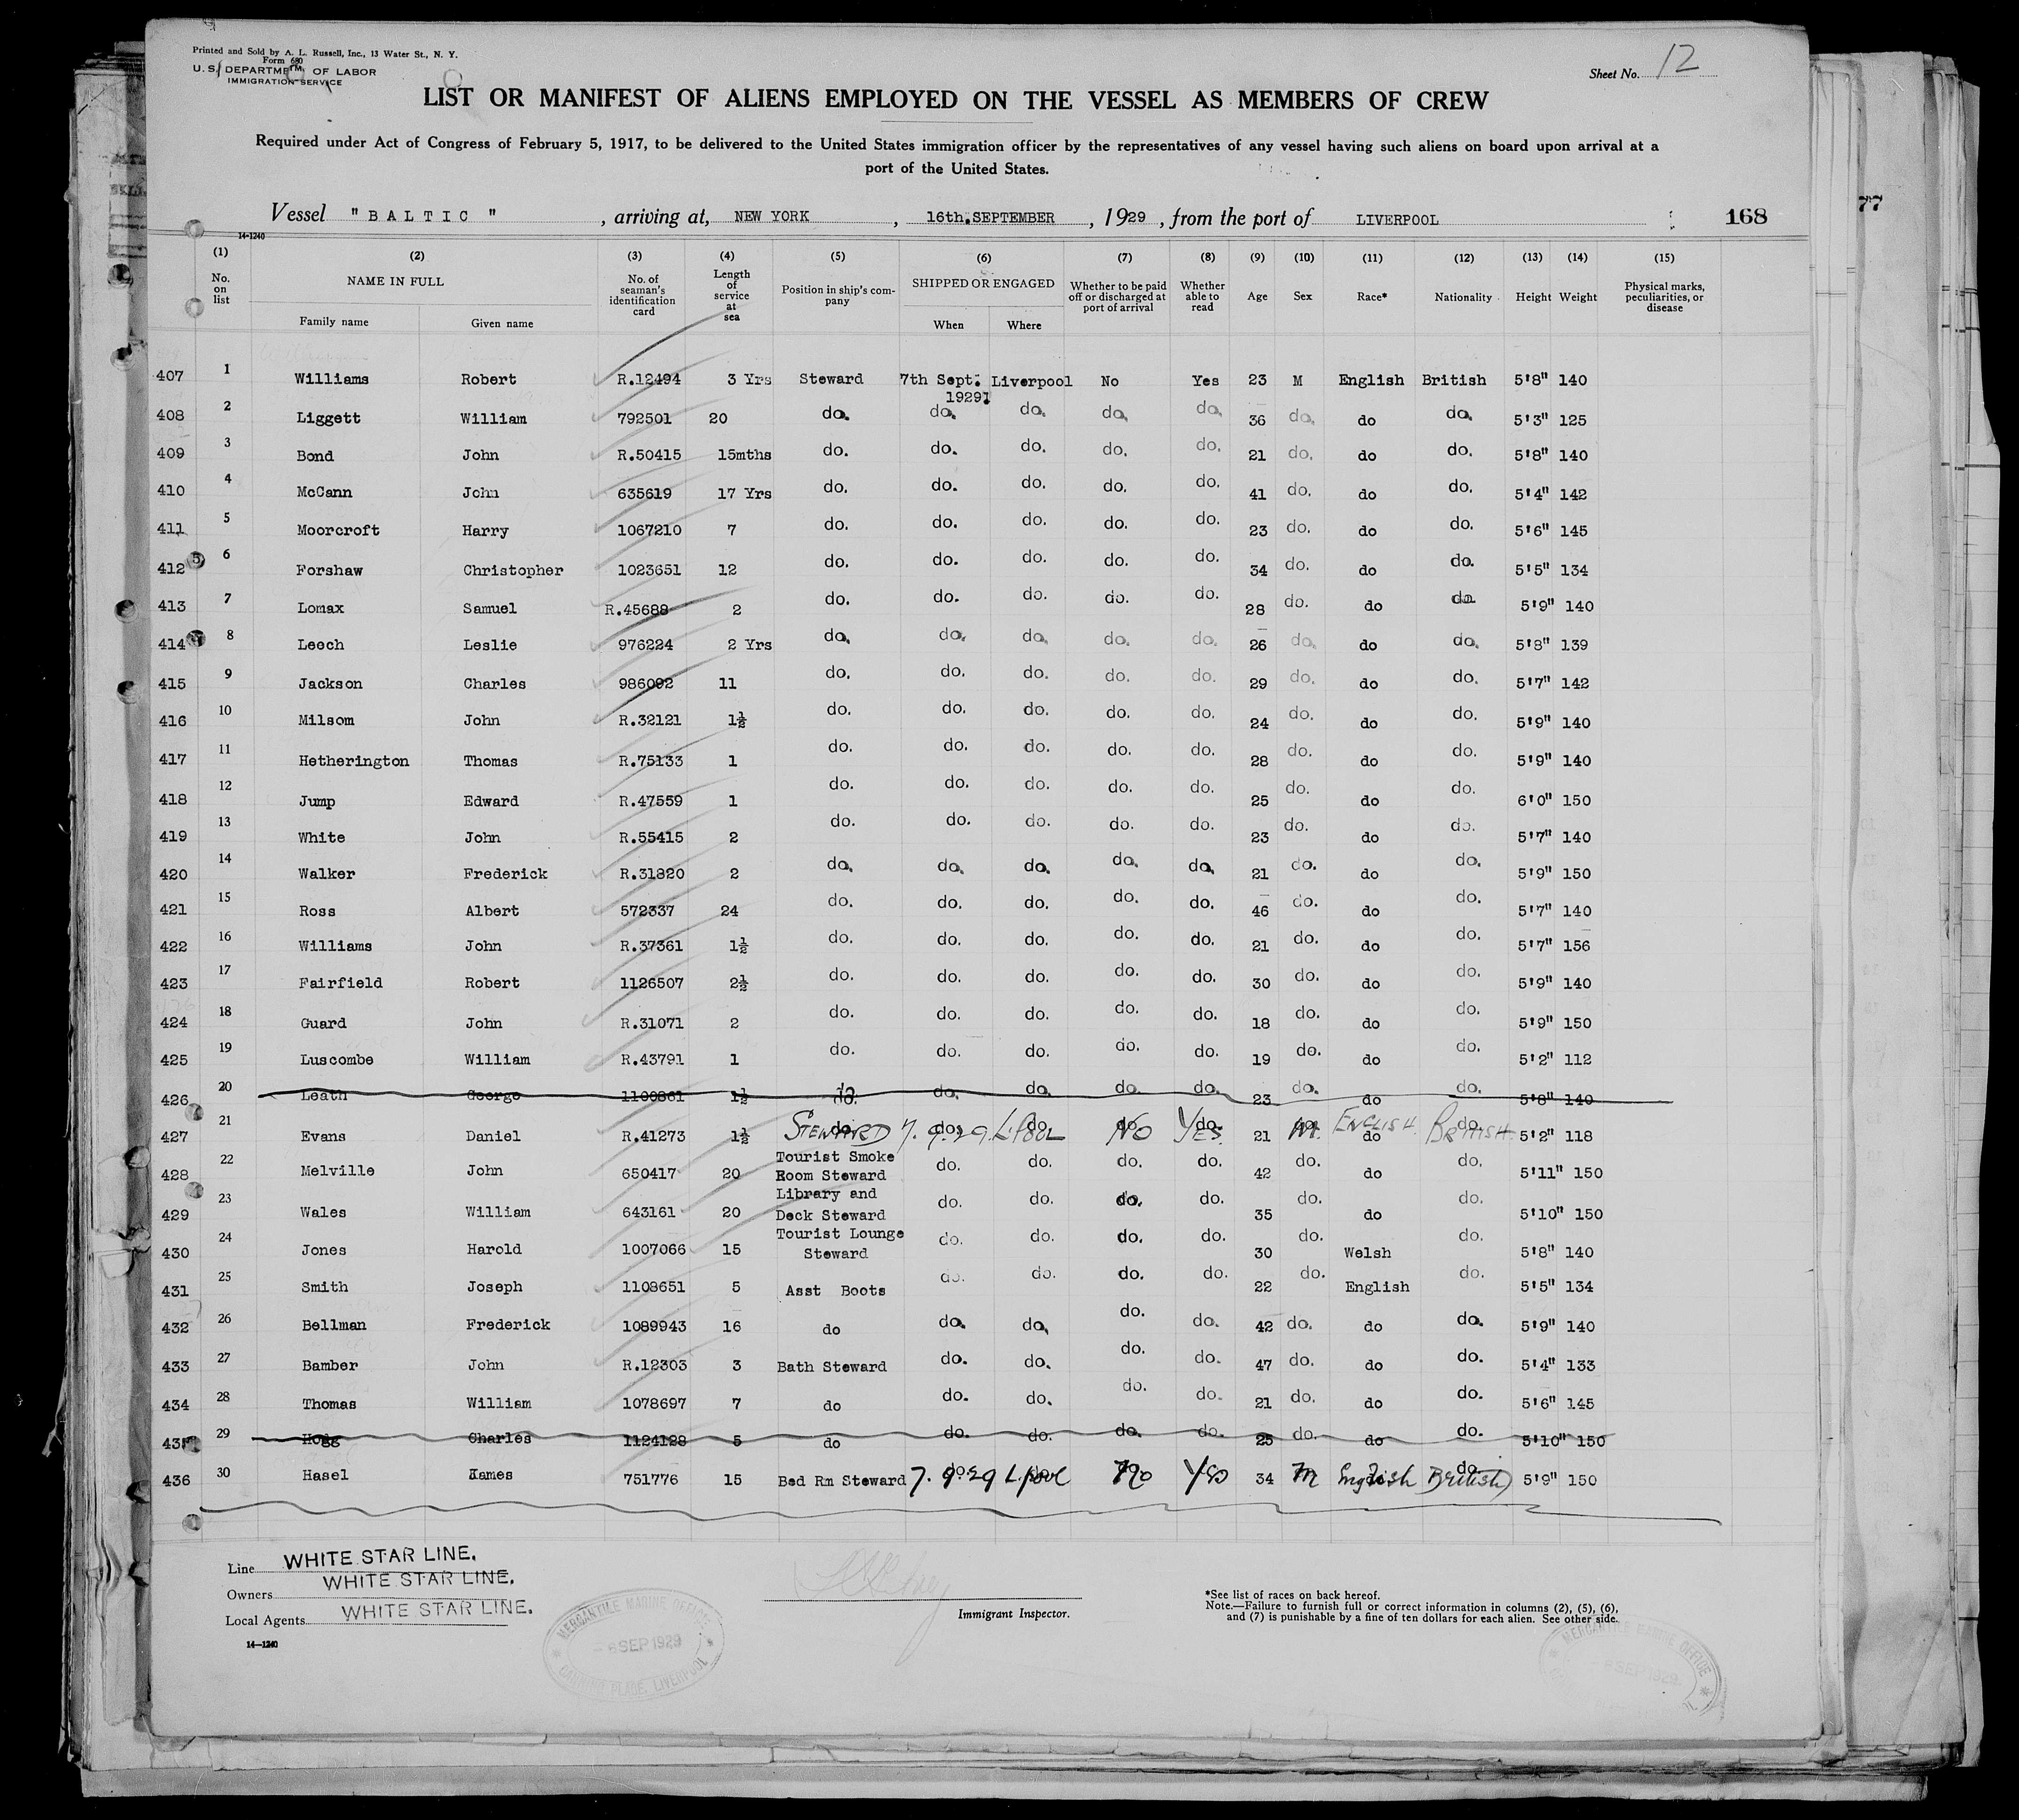 Printed and Sold by A. L. Russell, Inc., 13 Water St., N. Y.
Form 680
U. S. DEPARTMENT OF LABOR
IMMIGRATION SERVICE
Sheet No. 12
LIST OR MANIFEST OF ALIENS EMPLOYED ON THE VESSEL AS MEMBERS OF CREW
Required under Act of Congress of February 5, 1917, to be delivered to the United States immigration officer by the representatives of any vessel having such aliens on board upon arrival at a
port of the United States.
Vessel "BALTIC", arriving at, NEW YORK, 16th.SEPTEMBER, 1929, from the port of LIVERPOOL 168
77
14-1240
(1) (2) (3) (4) (5) (6) (7) (8) (9) (10) (11) (12) (13) (14) (15)
No. on list NAME IN FULL Family name Given name No. of seaman's identification card Length of service at sea Position in ship's company SHIPPED OR ENGAGED When Where Whether to be paid off or discharged at port of arrival Whether able to read Age Sex Race* Nationality Height Weight Physical marks, peculiarities, or disease
407 1 Williams Robert R.12494 3 Yrs Steward 7th Sept. 1929 Liverpool No Yes 23 M English British 5'8" 140
408 2 Liggett William 792501 20 do. do. do. do. do. 36 do. do do. 5'3" 125
409 3 Bond John R.50415 15mths do. do. do. do. do. 21 do. do do. 5'8" 140
410 4 McCann John 635619 17 Yrs do. do. do. do. do. 41 do. do do. 5'4" 142
411 5 Moorcroft Harry 1067210 7 do. do. do. do. do. 23 do. do do. 5'6" 145
412 6 Forshaw Christopher 1023651 12 do. do. do. do. do. 34 do. do do. 5'5" 134
413 7 Lomax Samuel R.45688 2 do. do. do. do. do. 28 do. do do. 5'9" 140
414 8 Leech Leslie 976224 2 Yrs do. do. do. do. do. 26 do. do do. 5'8" 139
415 9 Jackson Charles 986092 11 do. do. do. do. do. 29 do. do do. 5'7" 142
416 10 Milsom John R.32121 1½ do. do. do. do. do. 24 do. do do. 5'9" 140
417 11 Hetherington Thomas R.75133 1 do. do. do. do. do. 28 do. do do. 5'9" 140
418 12 Jump Edward R.47559 1 do. do. do. do. do. 25 do. do do. 6'0" 150
419 13 White John R.55415 2 do. do. do. do. do. 23 do. do do. 5'7" 140
420 14 Walker Frederick R.31820 2 do. do. do. do. do. 21 do. do do. 5'9" 150
421 15 Ross Albert 572337 24 do. do. do. do. do. 46 do. do do. 5'7" 140
422 16 Williams John R.37361 1½ do. do. do. do. do. 21 do. do do. 5'7" 156
423 17 Fairfield Robert 1126507 2½ do. do. do. do. do. 30 do. do do. 5'9" 140
424 18 Guard John R.31071 2 do. do. do. do. do. 18 do. do do. 5'9" 150
425 19 Luscombe William R.43791 1 do. do. do. do. do. 19 do. do do. 5'2" 112
426 20 Leath George 1100861 1½ do. do. do. do. do. 23 do. do do. 5'8" 140
427 21 Evans Daniel R.41273 1½ STEWARD 7.9.29 L'POOL NO YES 21 M. ENGLISH BRITISH 5'2" 118
428 22 Melville John 650417 20 Tourist Smoke Room Steward do. do. do. do. 42 do. do do. 5'11" 150
429 23 Wales William 643161 20 Library and Deck Steward do. do. do. do. 35 do. do do. 5'10" 150
430 24 Jones Harold 1007066 15 Tourist Lounge Steward do. do. do. do. 30 do. Welsh do. 5'8" 140
431 25 Smith Joseph 1108651 5 Asst Boots do. do. do. do. 22 do. English do. 5'5" 134
432 26 Bellman Frederick 1089943 16 do do. do. do. do. 42 do. do do. 5'9" 140
433 27 Bamber John R.12303 3 Bath Steward do. do. do. do. 47 do. do do. 5'4" 133
434 28 Thomas William 1078697 7 do do. do. do. do. 21 do. do do. 5'6" 145
435 29 Hogg Charles 1124128 5 do do. do. do. do. 25 do. do do. 5'10" 150
436 30 Hasel James 751776 15 Bed Rm Steward 7.9.29 L.pool No Yes 34 M English British 5'9" 150
Line WHITE STAR LINE.
Owners WHITE STAR LINE.
Local Agents WHITE STAR LINE.
14-1240
MERCANTILE MARINE OFFICE
SEP 1929
CANNING PLACE, LIVERPOOL
Immigrant Inspector.
*See list of races on back hereof.
Note.—Failure to furnish full or correct information in columns (2), (5), (6),
and (7) is punishable by a fine of ten dollars for each alien. See other side.
MERCANTILE MARINE OFFICE
SEP 1929